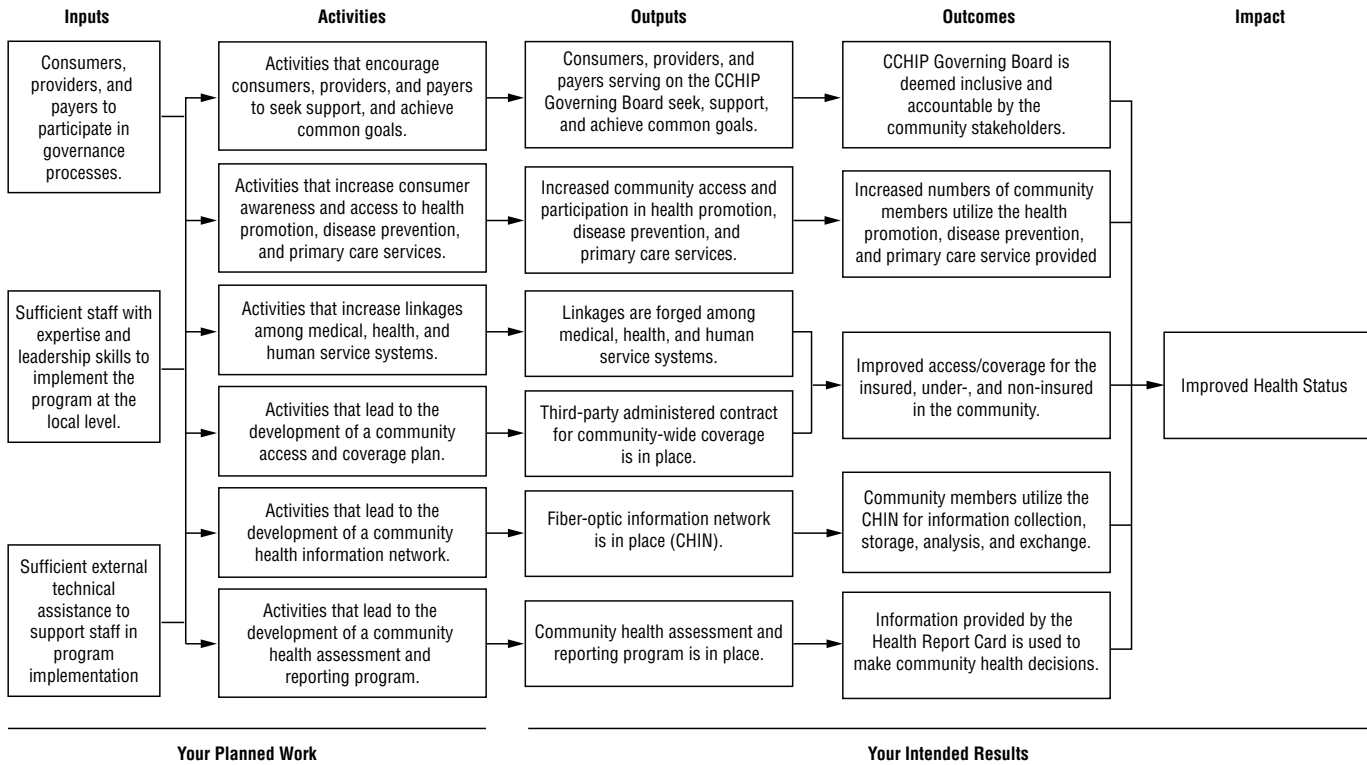 Inputs
Activities
Outputs
Outcomes
Impact
Consumers,
providers, and
payers to
participate in
governance
processes.
Sufficient staff with
expertise and
leadership skills to
implement the
program at the
local level.
Sufficient external
technical
assistance to
support staff in
program
implementation
Activities that encourage
consumers, providers, and payers
to seek support, and achieve
common goals.
Activities that increase consumer
awareness and access to health
promotion, disease prevention,
and primary care services.
Activities that increase linkages
among medical, health, and
human service systems.
Activities that lead to the
development of a community
access and coverage plan.
Activities that lead to the
development of a community
health information network.
Activities that lead to the
development of a community
health assessment and
reporting program.
Consumers, providers, and
payers serving on the CCHIP
Governing Board seek, support,
and achieve common goals.
Increased community access and
participation in health promotion,
disease prevention, and
primary care services.
Linkages are forged among
medical, health, and human
service systems.
Third-party administered contract
for community-wide coverage
is in place.
Fiber-optic information network
is in place (CHIN).
Community health assessment and
reporting program is in place.
CCHIP Governing Board is
deemed inclusive and
accountable by the
community stakeholders.
Increased numbers of community
members utilize the health
promotion, disease prevention,
and primary care service provided
Improved access/coverage for the
insured, under-, and non-insured
in the community.
Community members utilize the
CHIN for information collection,
storage, analysis, and exchange.
Information provided by the
Health Report Card is used to
make community health decisions.
Improved Health Status
Your Planned Work
Your Intended Results